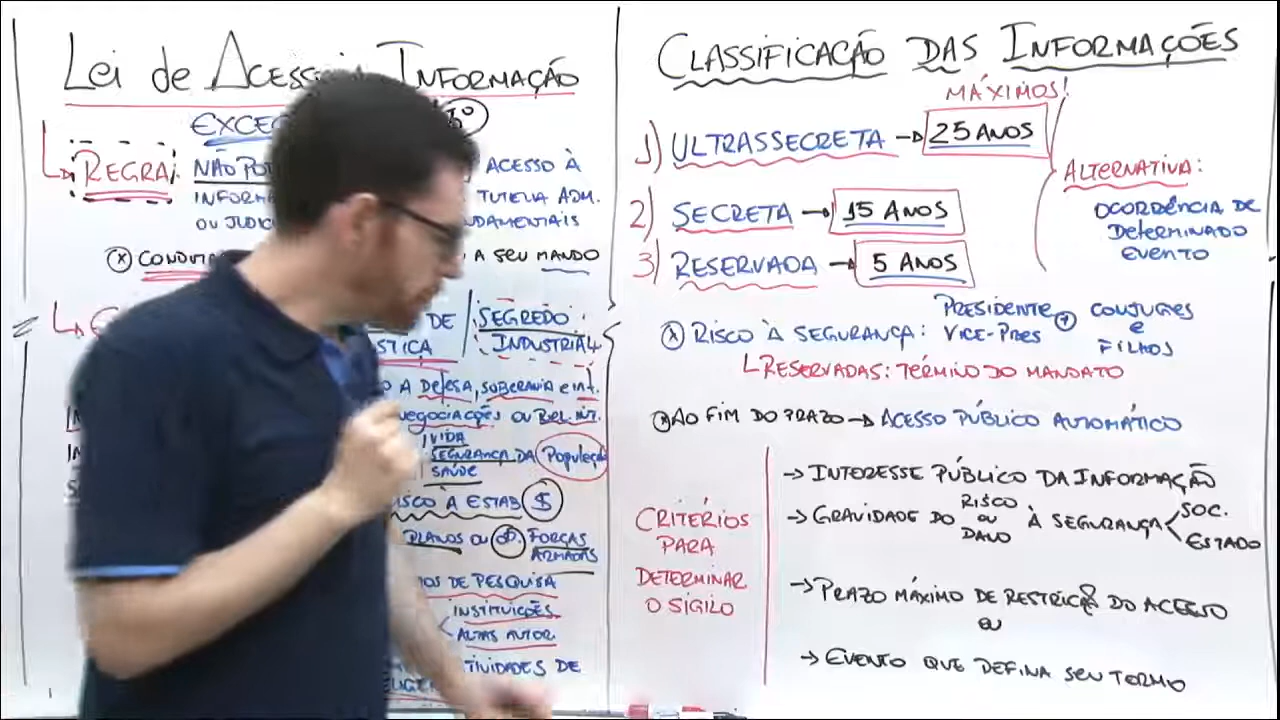 Lei de Acesso Informação
EXCE
REGRA:
NÃO PO
ACESSO À
INFORM
TUTELA ADM.
OU JUDIC
NDAMENTAIS
CONDUTA
A SEU MANDO
DE
SEGREDO
STIÇA
INDUSTRIAL
O A DEFESA, SOBERANIA e INT.
NEGOCIAÇÕES OU REL. INT.
VIDA
SEGURANÇA DA População
SAÚDE
ISCO À ESTAB $
PLANOS OU OP. FORÇAS
ARMADAS
OS DE PESQUISA
INSTITUIÇÕES
ALTAS AUTOR
TIVIDADES DE
CLASSIFICAÇÃO DAS INFORMAÇÕES
MÁXIMOS!
1) ULTRASSECRETA → 25 ANOS
2) SECRETA → 15 ANOS
3) RESERVADA → 5 ANOS
ALTERNATIVA:
OCORRÊNCIA DE
DETERMINADO
EVENTO
(X) RISCO À SEGURANÇA: PRESIDENTE VICE-PRES + CONJUGES e FILHOS
RESERVADAS: TÉRMINO DO MANDATO
(X) AO FIM DO PRAZO → ACESSO PÚBLICO AUTOMÁTICO
CRITÉRIOS
PARA
DETERMINAR
O SIGILO
→ INTERESSE PÚBLICO DA INFORMAÇÃO
→ GRAVIDADE DO RISCO OU DANO À SEGURANÇA < SOC. ESTADO
→ PRAZO MÁXIMO DE RESTRIÇÃO DO ACESSO
OU
→ EVENTO QUE DEFINA SEU TERMO